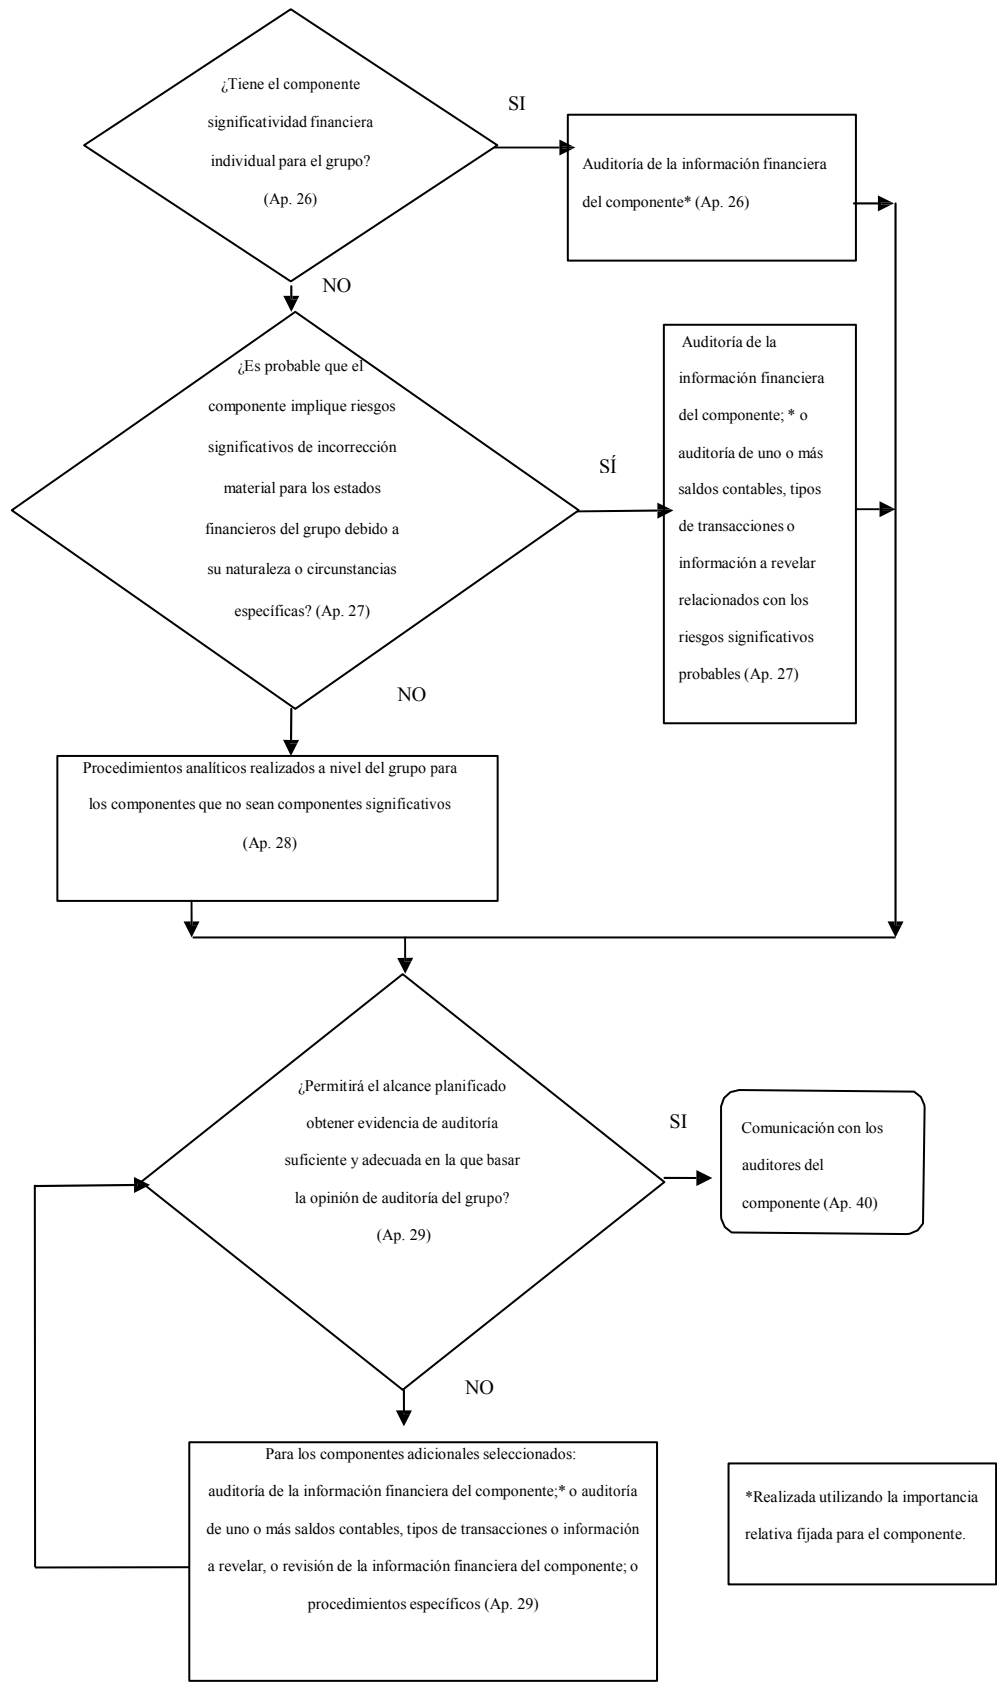 ¿Tiene el componente
significatividad financiera
individual para el grupo?
(Ap. 26)
SI
Auditoría de la información financiera
del componente* (Ap. 26)
NO
¿Es probable que el
componente implique riesgos
significativos de incorrección
material para los estados
financieros del grupo debido a
su naturaleza o circunstancias
específicas? (Ap. 27)
SÍ
Auditoría de la
información financiera
del componente; * o
auditoría de uno o más
saldos contables, tipos
de transacciones o
información a revelar
relacionados con los
riesgos significativos
probables (Ap. 27)
NO
Procedimientos analíticos realizados a nivel del grupo para
los componentes que no sean componentes significativos
(Ap. 28)
¿Permitirá el alcance planificado
obtener evidencia de auditoría
suficiente y adecuada en la que basar
la opinión de auditoría del grupo?
(Ap. 29)
SI
Comunicación con los
auditores del
componente (Ap. 40)
NO
Para los componentes adicionales seleccionados:
auditoría de la información financiera del componente;* o auditoría
de uno o más saldos contables, tipos de transacciones o información
a revelar, o revisión de la información financiera del componente; o
procedimientos específicos (Ap. 29)
*Realizada utilizando la importancia
relativa fijada para el componente.